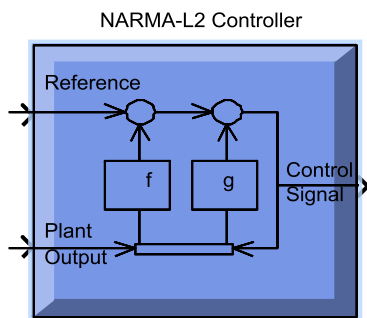 NARMA-L2 Controller
Reference
f
g
Control
Signal
Plant
Output